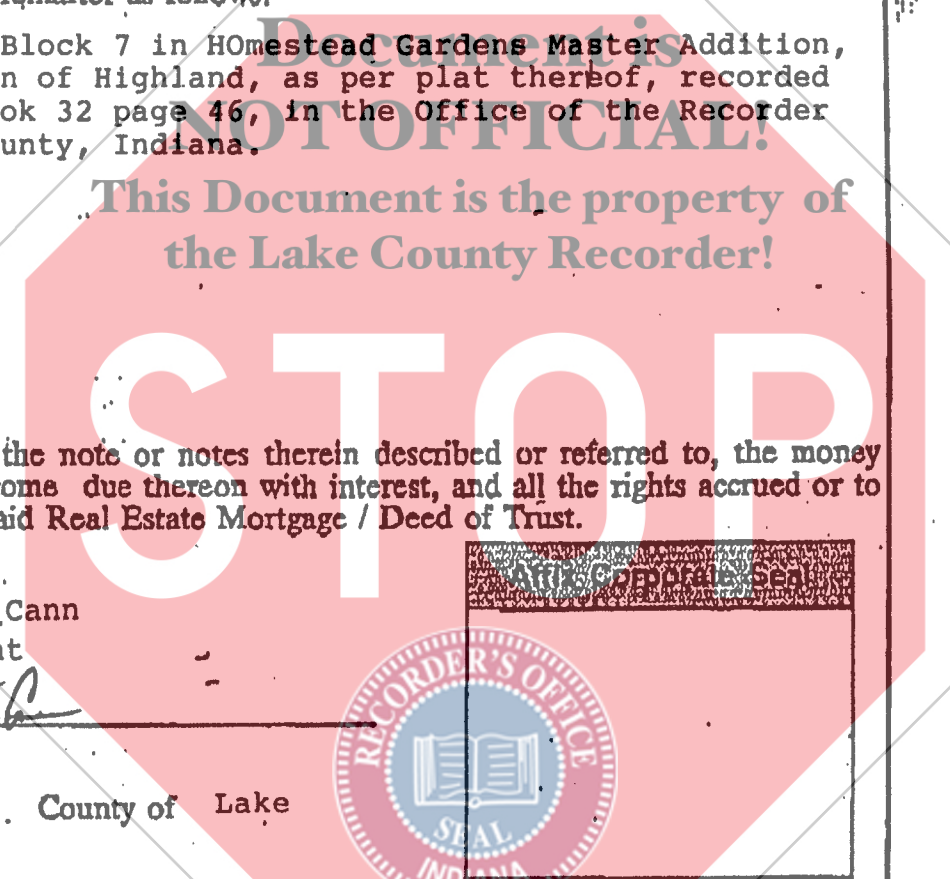 Document is
Block 7 in HOmestead Gardens Master Addition,
n of Highland, as per plat thereof, recorded
ok 32 page 46, in the Office of the Recorder
NOT OFFICIAL!
unty, Indiana.
This Document is the property of
the Lake County Recorder!
STOP
the note or notes therein described or referred to, the money
ome due thereon with interest, and all the rights accrued or to
aid Real Estate Mortgage / Deed of Trust.
Affix Corporate Seal
Cann
nt
RECORDER'S OFFICE
County of Lake
SEAL
INDIANA